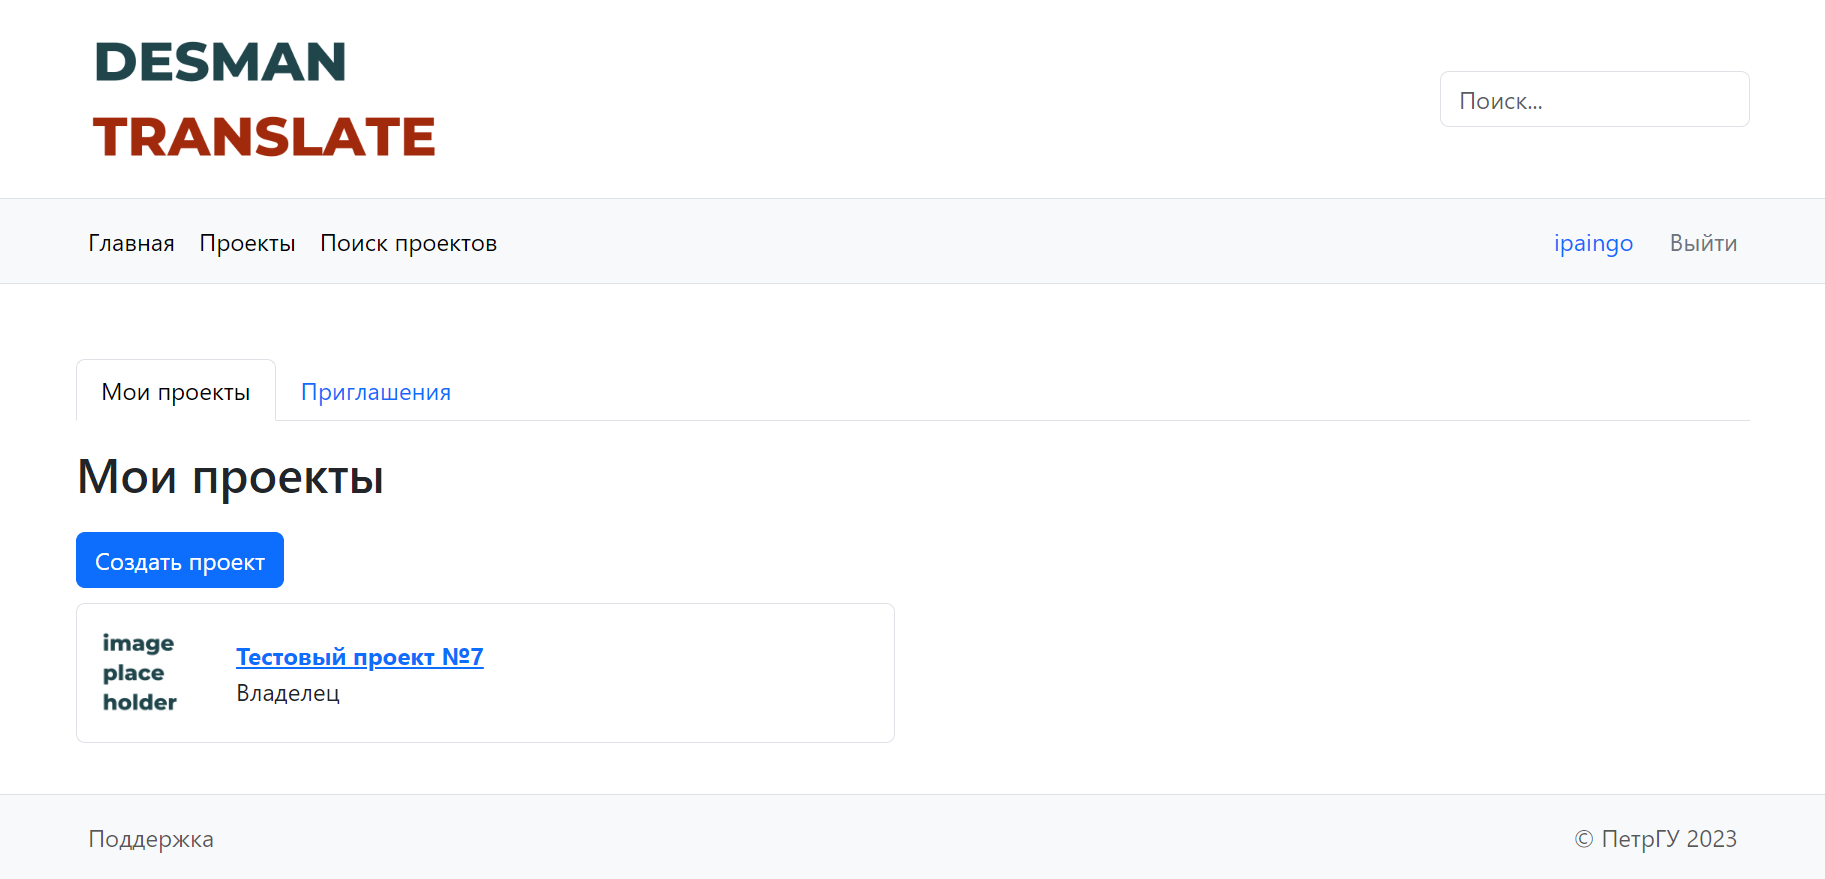 DESMAN
TRANSLATE
Поиск...
Главная Проекты Поиск проектов ipaingo Выйти
Мои проекты Приглашения
Мои проекты
Создать проект
image
place
holder
Тестовый проект №7
Владелец
Поддержка © ПетрГУ 2023